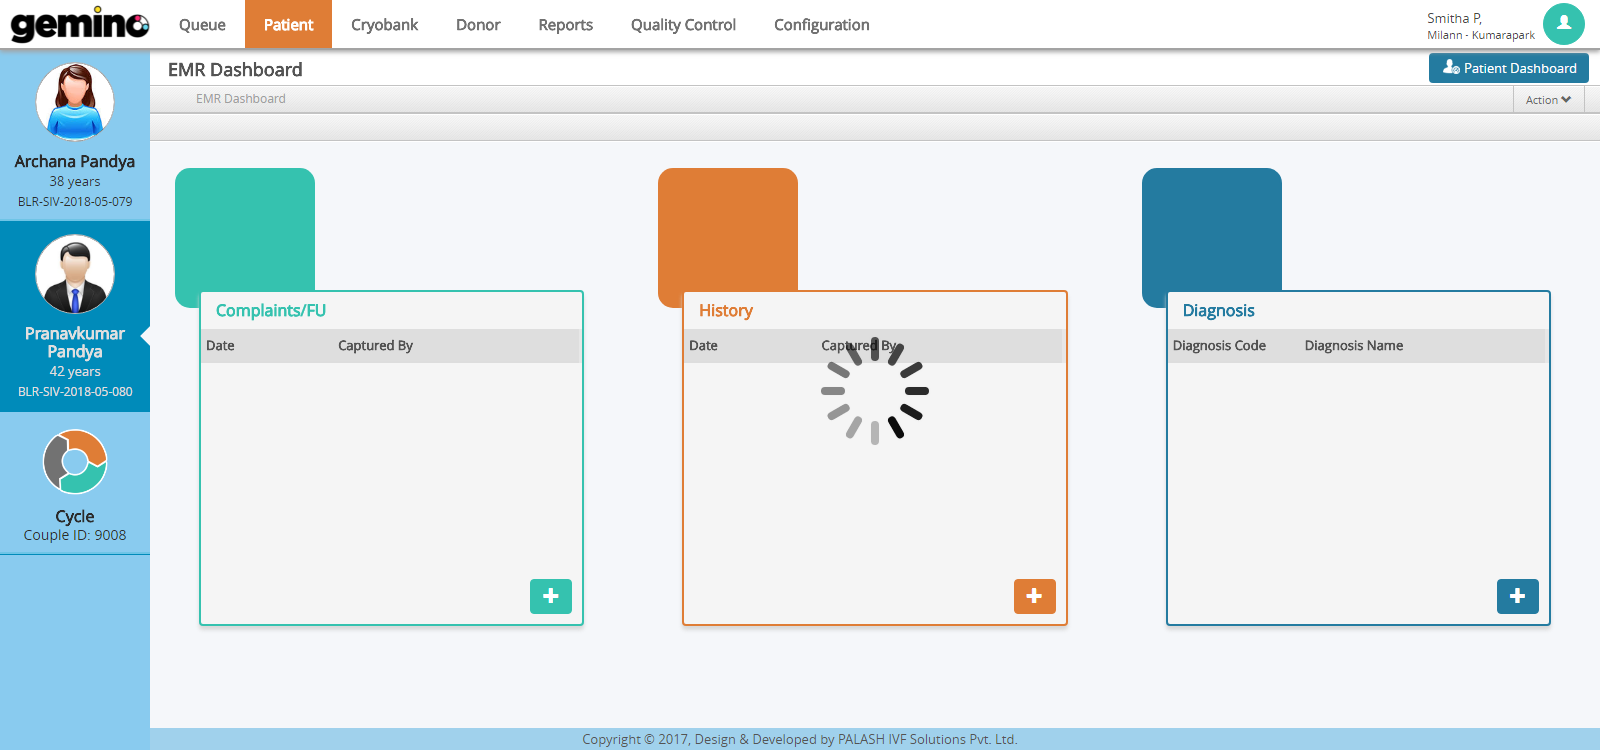 gemino
Queue Patient Cryobank Donor Reports Quality Control Configuration
Smitha P,
Milann - Kumarapark
EMR Dashboard
Patient Dashboard
EMR Dashboard
Action
Archana Pandya
38 years
BLR-SIV-2018-05-079
Pranavkumar
Pandya
42 years
BLR-SIV-2018-05-080
Cycle
Couple ID: 9008
Complaints/FU
Date Captured By
History
Date Captured By
Diagnosis
Diagnosis Code Diagnosis Name
Copyright © 2017, Design & Developed by PALASH IVF Solutions Pvt. Ltd.